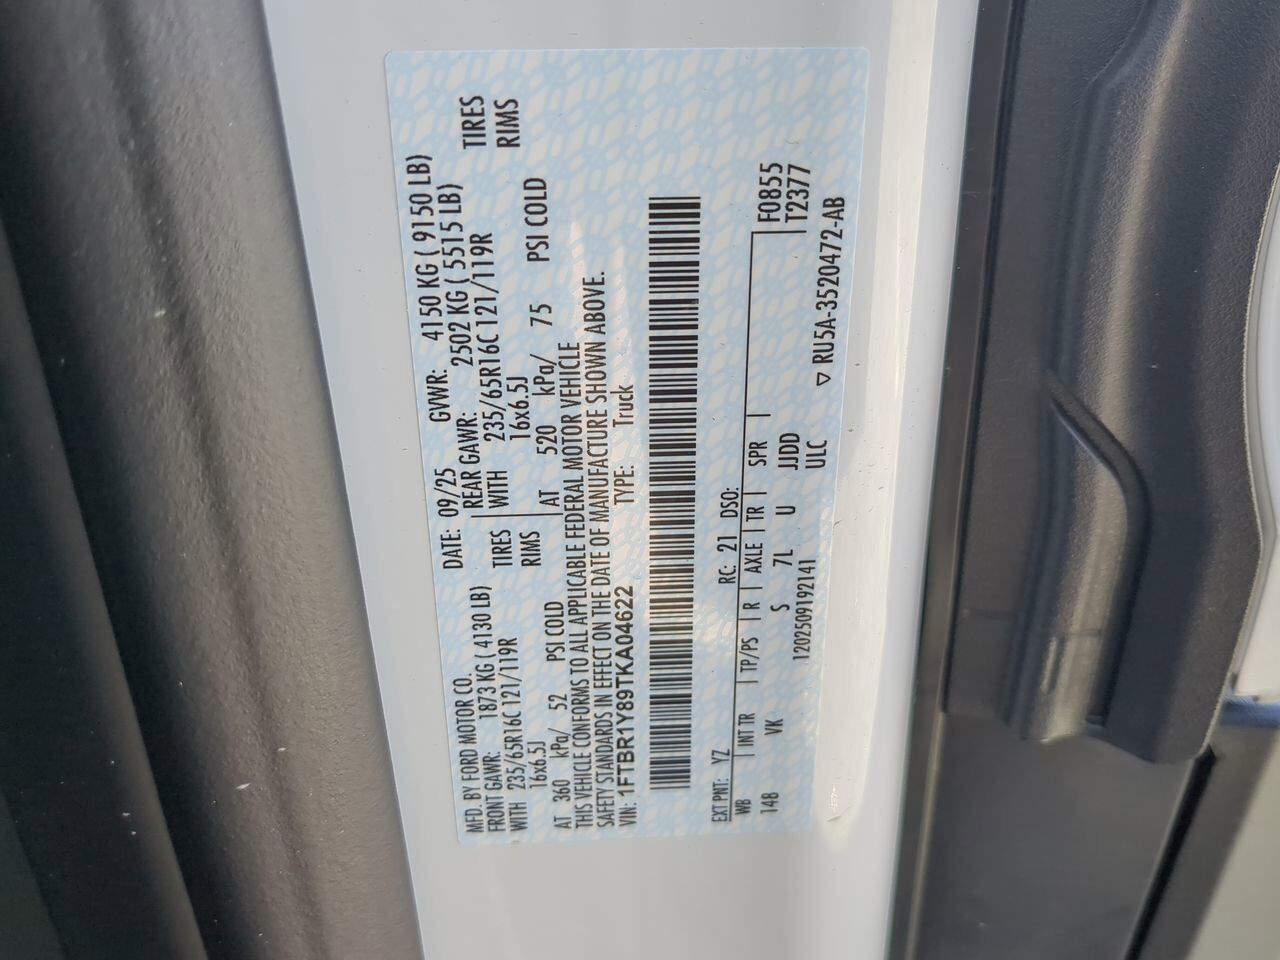 MFD. BY FORD MOTOR CO. DATE: 09/25 GVWR: 4150 KG ( 9150 LB)
FRONT GAWR: 1873 KG ( 4130 LB) REAR GAWR: 2502 KG ( 5515 LB)
WITH 235/65R16C 121/119R TIRES WITH 235/65R16C 121/119R TIRES
16x6.5J RIMS 16x6.5J RIMS
AT 360 kPa/ 52 PSI COLD AT 520 kPa/ 75 PSI COLD
THIS VEHICLE CONFORMS TO ALL APPLICABLE FEDERAL MOTOR VEHICLE
SAFETY STANDARDS IN EFFECT ON THE DATE OF MANUFACTURE SHOWN ABOVE.
VIN: 1FTBR1Y89TKA04622 TYPE: Truck
EXT PNT: YZ RC: 21 DSO:
WB INT TR TP/PS R AXLE TR SPR F0855
148 VK S 7L U JJDD T2377
1202509192141 ULC
▽ RU5A-3520472-AB